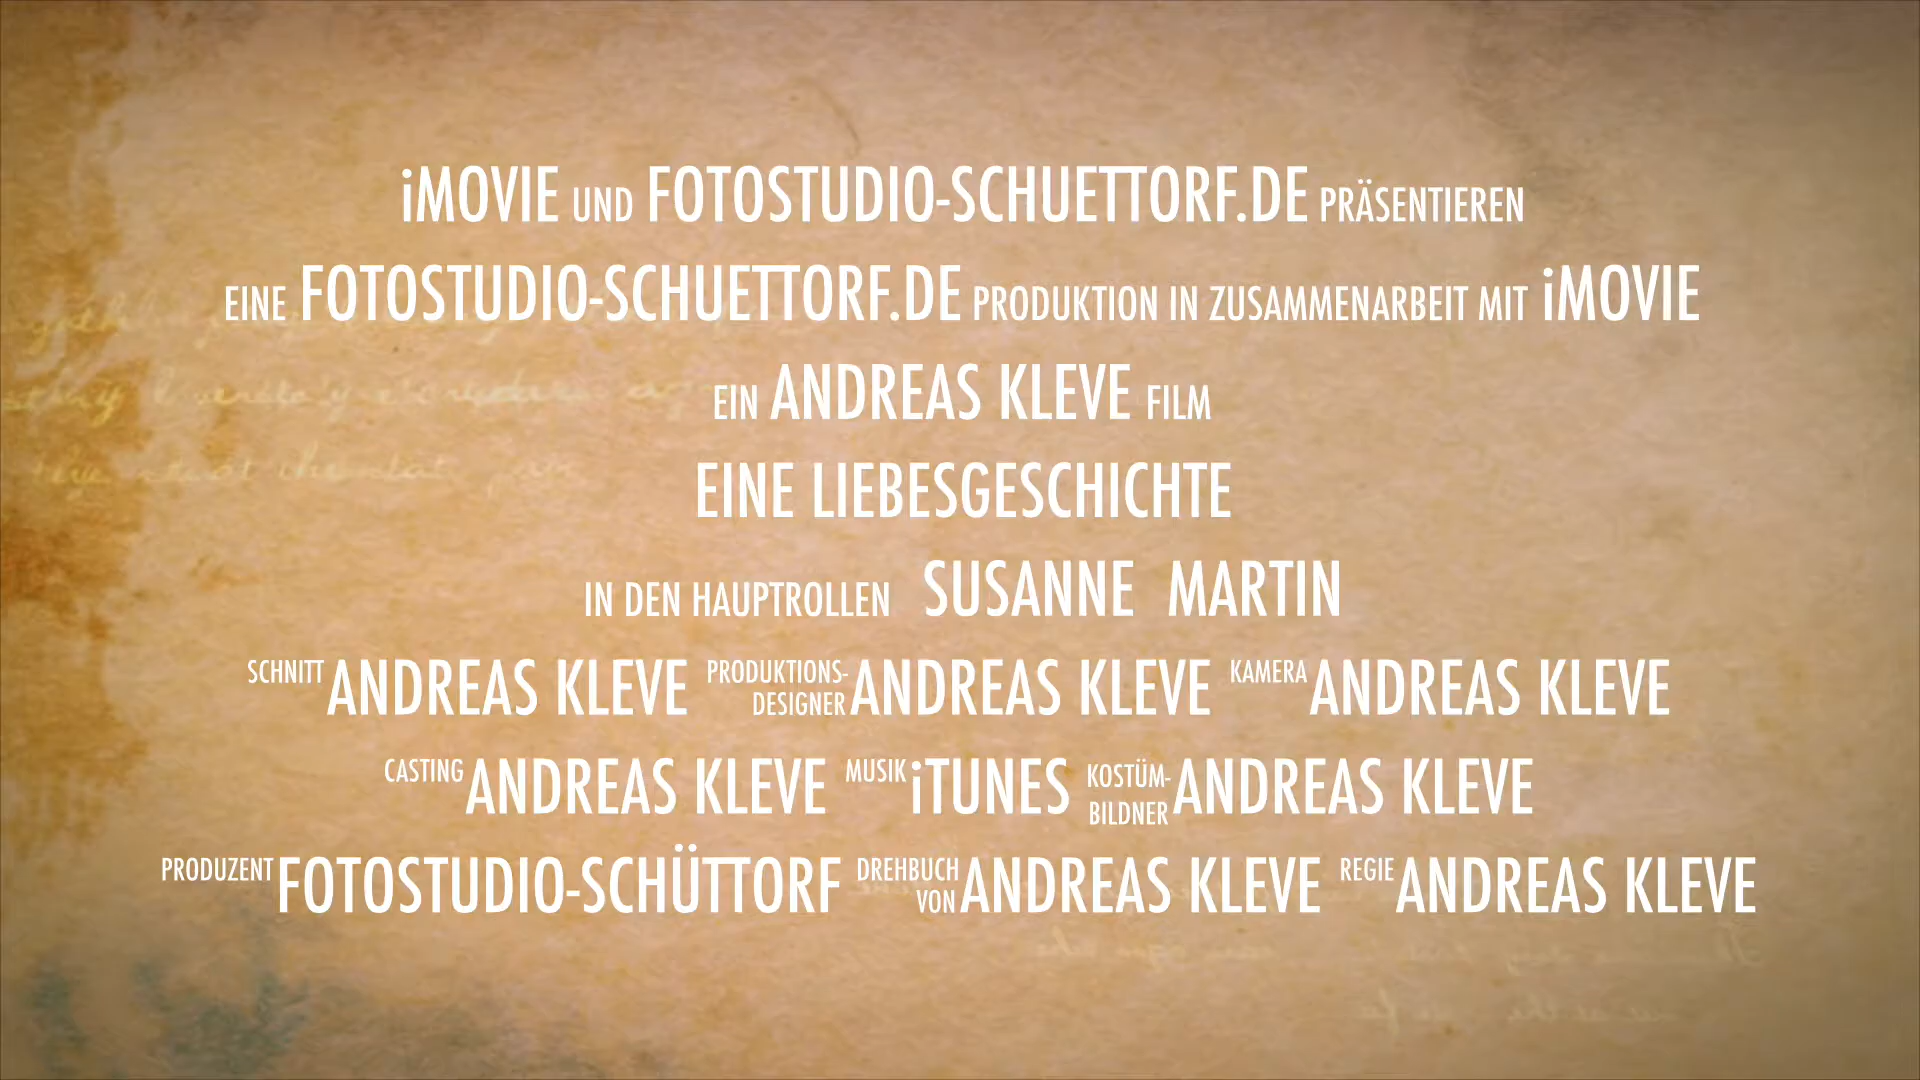 iMOVIE UND FOTOSTUDIO-SCHUETTORF.DE PRÄSENTIEREN
EINE FOTOSTUDIO-SCHUETTORF.DE PRODUKTION IN ZUSAMMENARBEIT MIT iMOVIE
EIN ANDREAS KLEVE FILM
EINE LIEBESGESCHICHTE
IN DEN HAUPTROLLEN SUSANNE MARTIN
SCHNITT ANDREAS KLEVE PRODUKTIONS-DESIGNER ANDREAS KLEVE KAMERA ANDREAS KLEVE
CASTING ANDREAS KLEVE MUSIK iTUNES KOSTÜM-BILDNER ANDREAS KLEVE
PRODUZENT FOTOSTUDIO-SCHÜTTORF DREHBUCH VON ANDREAS KLEVE REGIE ANDREAS KLEVE